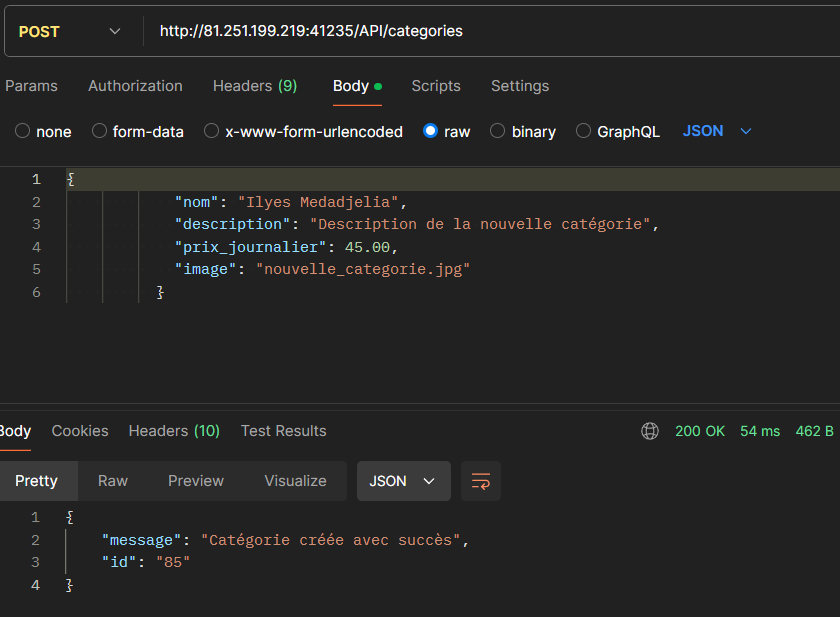 POST http://81.251.199.219:41235/API/categories
Params Authorization Headers (9) Body Scripts Settings
none form-data x-www-form-urlencoded raw binary GraphQL JSON
1 {
2 "nom": "Ilyes Medadjelia",
3 "description": "Description de la nouvelle catégorie",
4 "prix_journalier": 45.00,
5 "image": "nouvelle_categorie.jpg"
6 }
Body Cookies Headers (10) Test Results 200 OK 54 ms 462 B
Pretty Raw Preview Visualize JSON
1 {
2 "message": "Catégorie créée avec succès",
3 "id": "85"
4 }